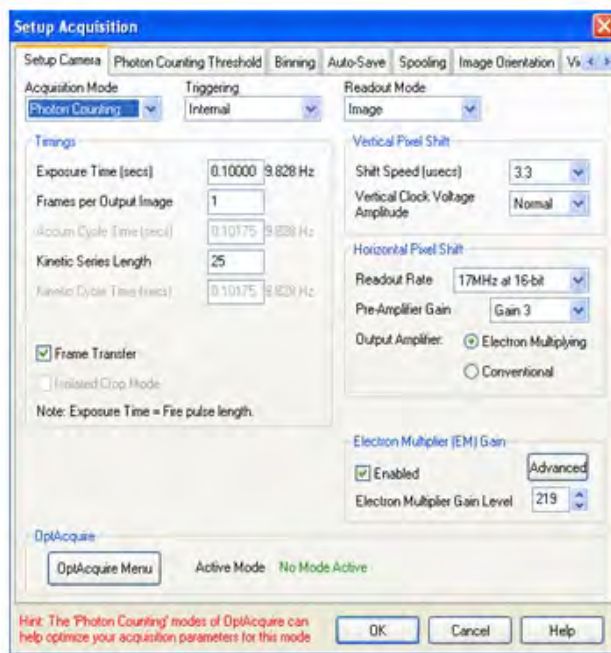 Setup Acquisition
Setup Camera Photon Counting Threshold Binning Auto-Save Spooling Image Orientation
Acquisition Mode Triggering Readout Mode
Photon Counting Internal Image
Timings Vertical Pixel Shift
Exposure Time (secs) 0.10000 9.828 Hz Shift Speed (usecs) 3.3
Frames per Output Image 1 Vertical Clock Voltage Amplitude Normal
Accum Cycle Time (secs) 0.10175 9.828 Hz
Kinetic Series Length 25 Horizontal Pixel Shift
Kinetic Cycle Time (secs) 0.10175 9.828 Hz Readout Rate 17MHz at 16-bit
Pre-Amplifier Gain Gain 3
Frame Transfer Output Amplifier: Electron Multiplying
Isolated Crop Mode Conventional
Note: Exposure Time = Fire pulse length.
Electron Multiplier (EM) Gain
Enabled Advanced
Electron Multiplier Gain Level 219
OptAcquire
OptAcquire Menu Active Mode No Mode Active
Hint: The 'Photon Counting' modes of OptAcquire can
help optimize your acquisition parameters for this mode
OK Cancel Help